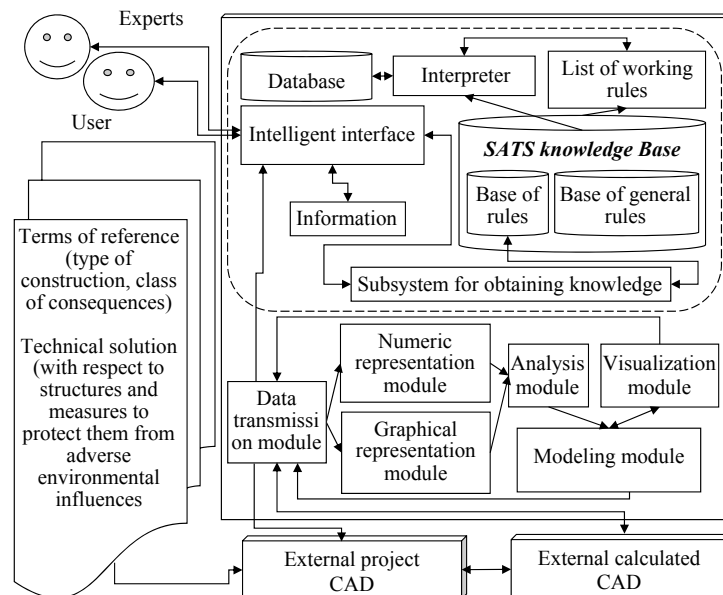 Experts
User
Database
Interpreter
List of working
rules
Intelligent interface
SATS knowledge Base
Base of
rules
Base of general
rules
Information
Subsystem for obtaining knowledge
Terms of reference
(type of
construction, class
of consequences)
Technical solution
(with respect to
structures and
measures to
protect them from
adverse
environmental
influences
Data
transmissi
on module
Numeric
representation
module
Graphical
representation
module
Analysis
module
Visualization
module
Modeling module
External project
CAD
External calculated
CAD